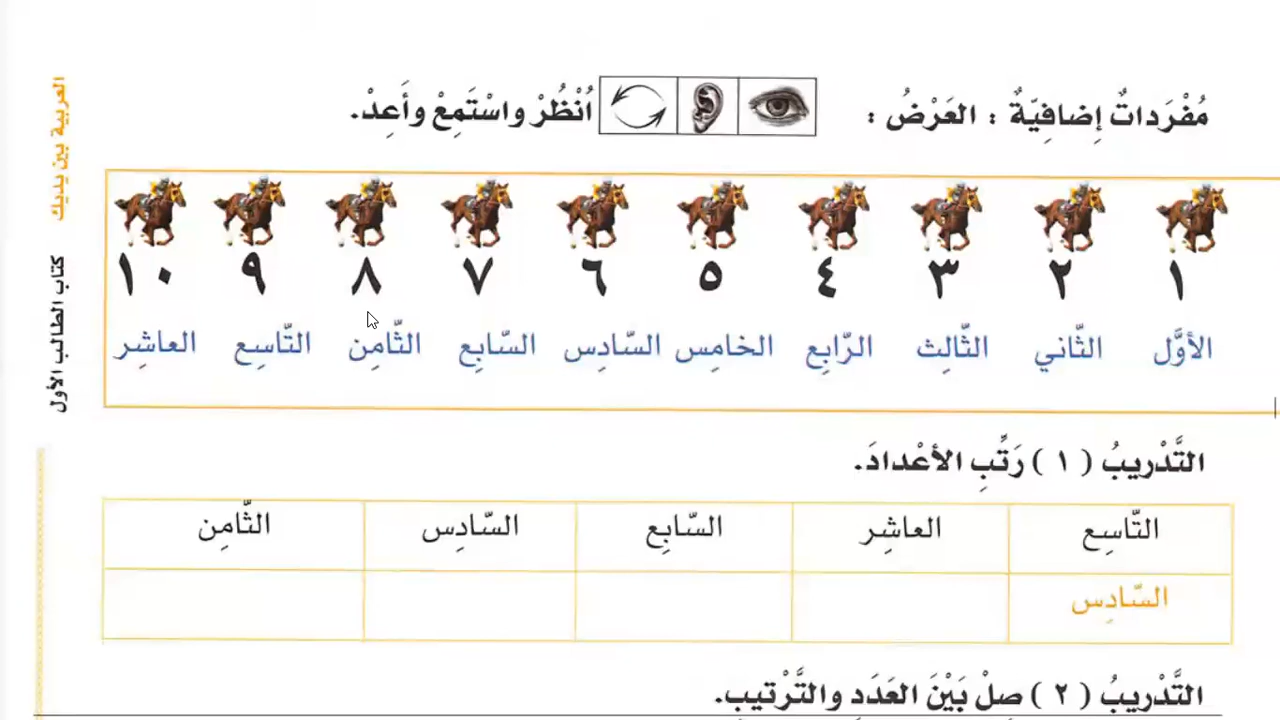 مُفْرَداتٌ إِضافِيّةٌ : العَرْضُ : اُنْظُرْ واسْتَمِعْ وأَعِدْ.
١ ٢ ٣ ٤ ٥ ٦ ٧ ٨ ٩ ١٠
الأوَّل الثّاني الثّالِث الرّابِع الخامِس السّادِس السّابِع الثّامِن التّاسِع العاشِر
التَّدْريبُ ( ١ ) رَتِّبِ الأعْدادَ.
التّاسِع العاشِر السّابِع السّادِس الثّامِن
السّادِس
التَّدْريبُ ( ٢ ) صلْ بَيْنَ العَدَدِ والتَّرْتيبِ.
العربية بين يديك
كتاب الطالب الأول